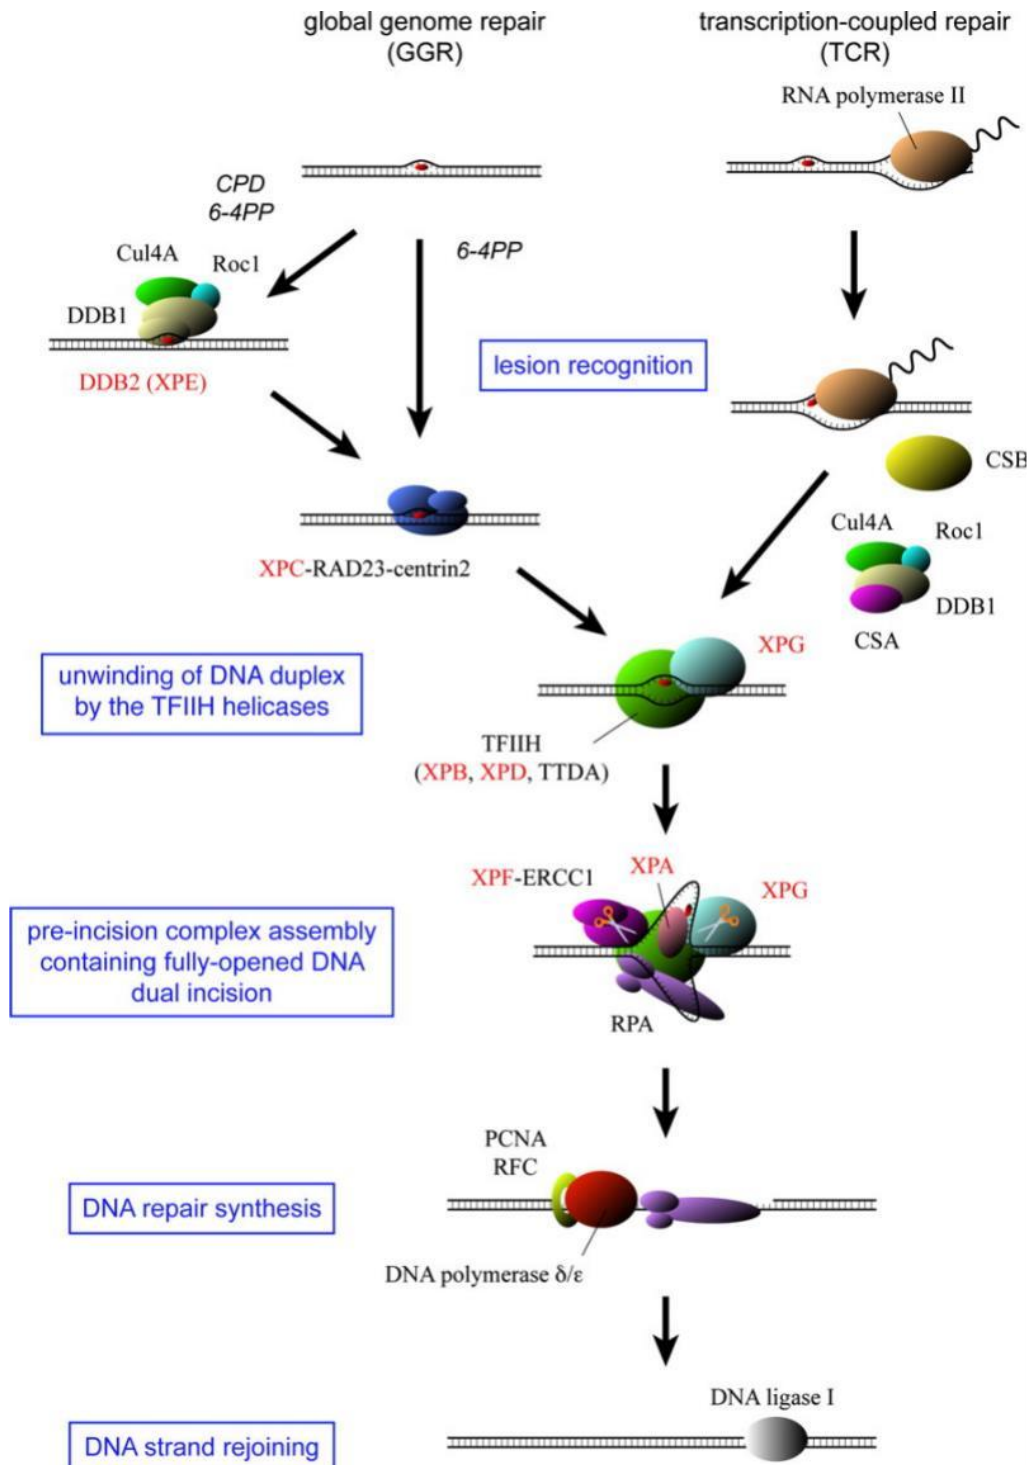 global genome repair
(GGR)
transcription-coupled repair
(TCR)
RNA polymerase II
CPD
6-4PP
6-4PP
Cul4A
Roc1
DDB1
DDB2 (XPE)
lesion recognition
CSB
Cul4A
Roc1
DDB1
CSA
XPC-RAD23-centrin2
XPG
unwinding of DNA duplex
by the TFIIH helicases
TFIIH
(XPB, XPD, TTDA)
XPF-ERCC1
XPA
XPG
pre-incision complex assembly
containing fully-opened DNA
dual incision
RPA
PCNA
RFC
DNA repair synthesis
DNA polymerase δ/ε
DNA ligase I
DNA strand rejoining